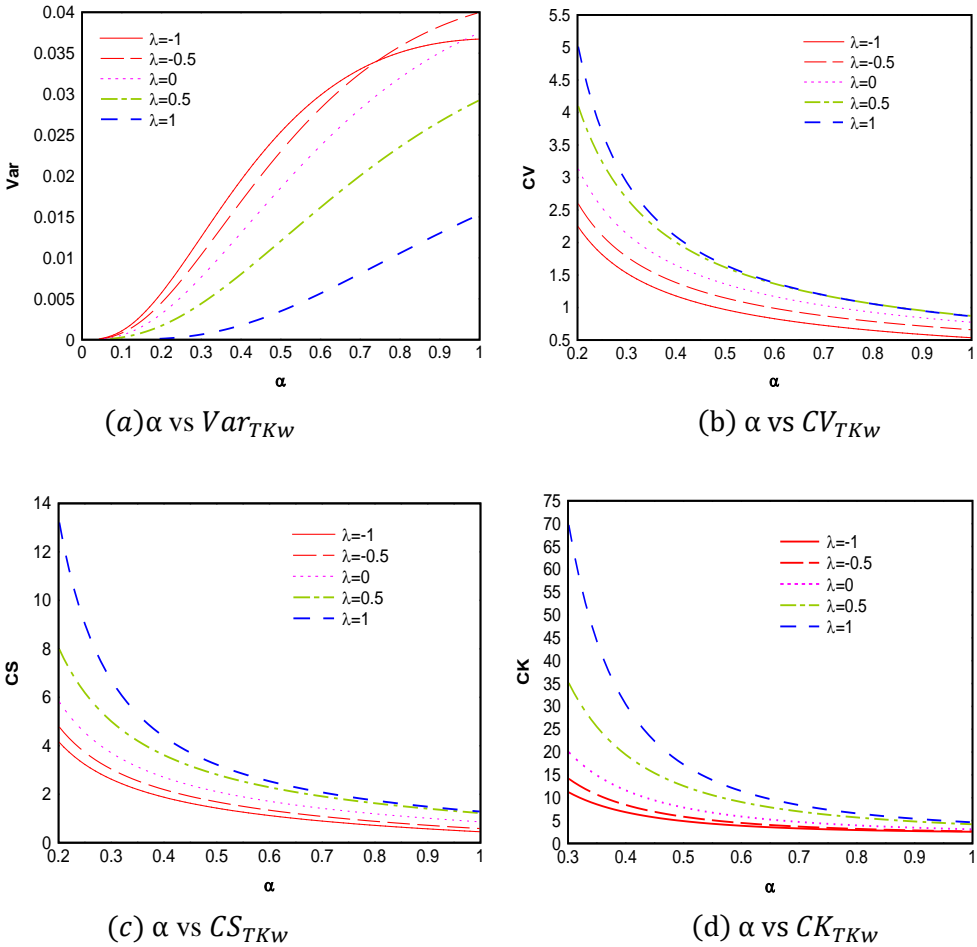 0.04
0.035
0.03
0.025
0.02
0.015
0.01
0.005
0
Var
λ=-1
λ=-0.5
λ=0
λ=0.5
λ=1
0 0.1 0.2 0.3 0.4 0.5 0.6 0.7 0.8 0.9 1
α
(a)α vs Var_TKw
5.5
5
4.5
4
3.5
3
2.5
2
1.5
1
0.5
CV
λ=-1
λ=-0.5
λ=0
λ=0.5
λ=1
0.2 0.3 0.4 0.5 0.6 0.7 0.8 0.9 1
α
(b) α vs CV_TKw
14
12
10
8
6
4
2
0
CS
λ=-1
λ=-0.5
λ=0
λ=0.5
λ=1
0.2 0.3 0.4 0.5 0.6 0.7 0.8 0.9 1
α
(c) α vs CS_TKw
75
70
65
60
55
50
45
40
35
30
25
20
15
10
5
0
CK
λ=-1
λ=-0.5
λ=0
λ=0.5
λ=1
0.3 0.4 0.5 0.6 0.7 0.8 0.9 1
α
(d) α vs CK_TKw